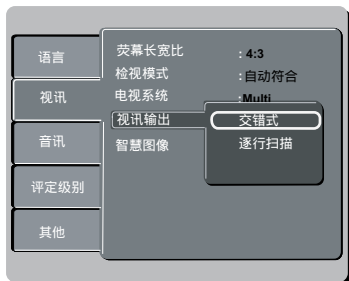 语言
视讯
音讯
评定级别
其他
荧幕长宽比 : 4:3
检视模式 : 自动符合
电视系统 :Multi
视讯输出 交错式
智慧图像 逐行扫描